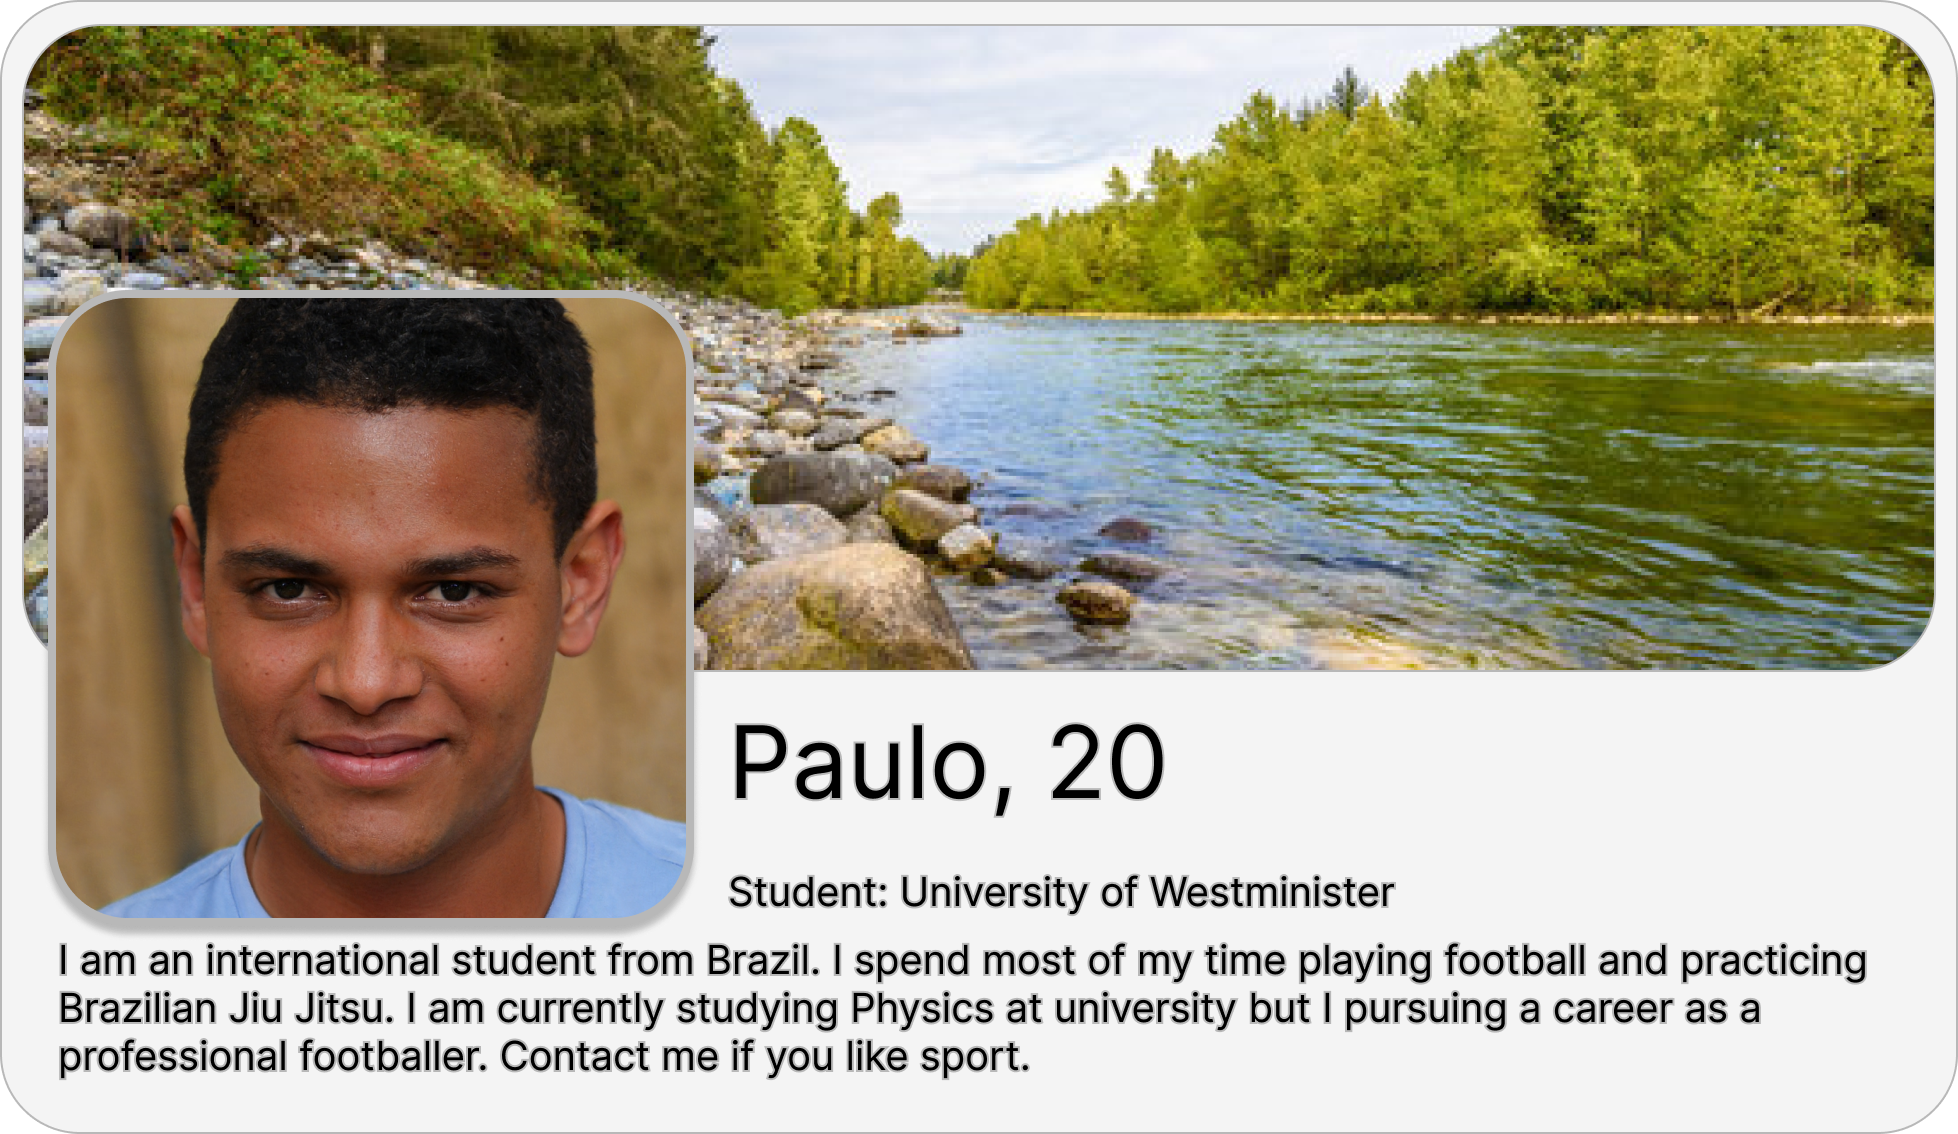 Paulo, 20
Student: University of Westminister
I am an international student from Brazil. I spend most of my time playing football and practicing
Brazilian Jiu Jitsu. I am currently studying Physics at university but I pursuing a career as a
professional footballer. Contact me if you like sport.